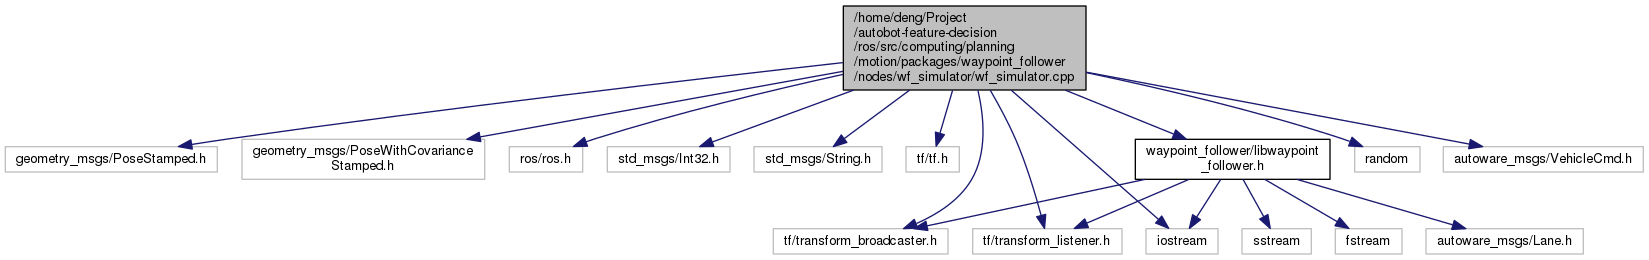 /home/deng/Project
/autobot-feature-decision
/ros/src/computing/planning
/motion/packages/waypoint_follower
/nodes/wf_simulator/wf_simulator.cpp
geometry_msgs/PoseStamped.h
geometry_msgs/PoseWithCovariance
Stamped.h
ros/ros.h
std_msgs/Int32.h
std_msgs/String.h
tf/tf.h
waypoint_follower/libwaypoint
_follower.h
random
autoware_msgs/VehicleCmd.h
tf/transform_broadcaster.h
tf/transform_listener.h
iostream
sstream
fstream
autoware_msgs/Lane.h